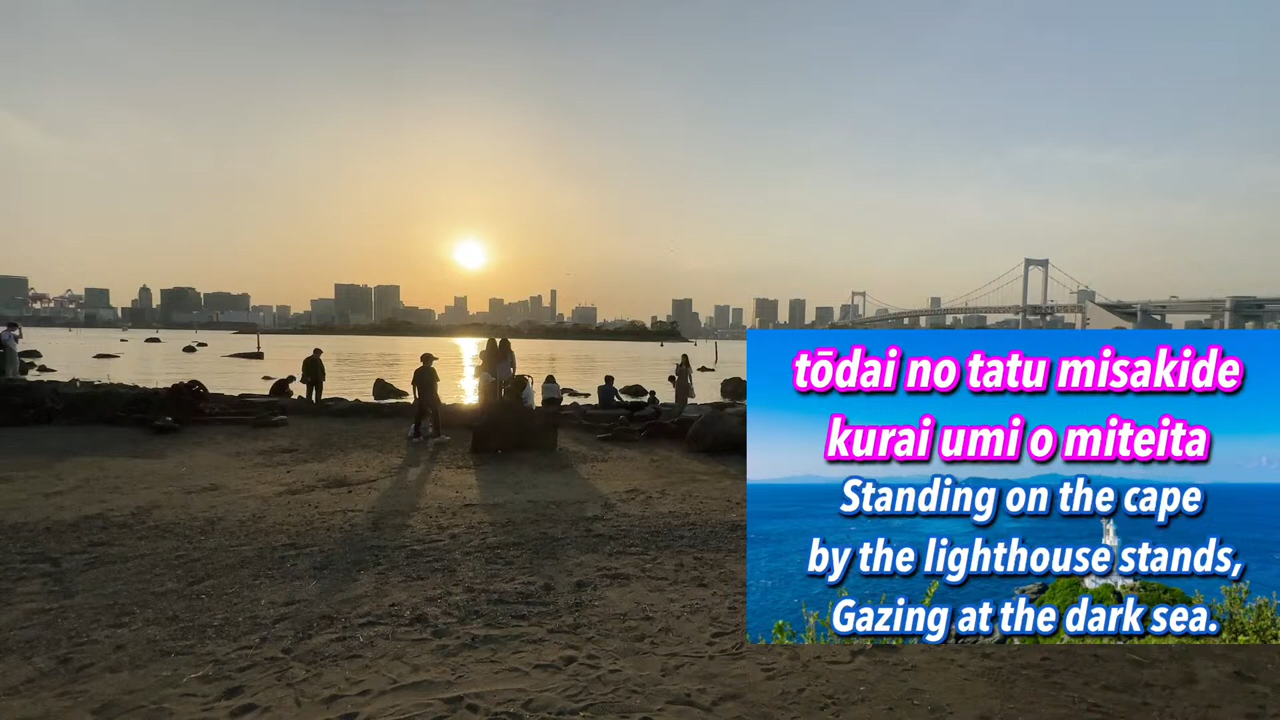 tōdai no tatu misakide
kurai umi o miteita
Standing on the cape
by the lighthouse stands,
Gazing at the dark sea.